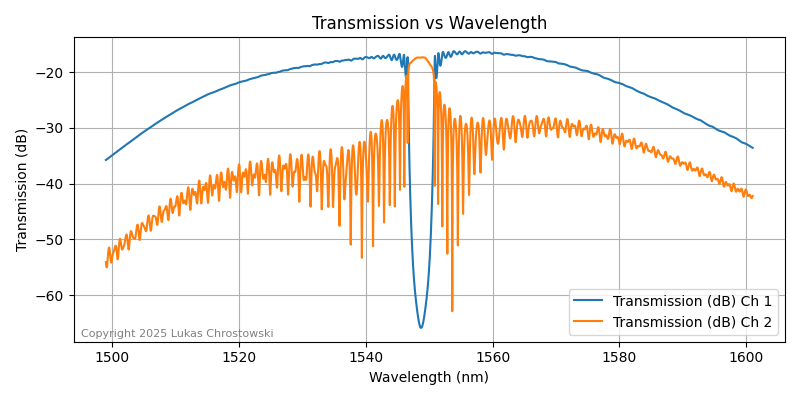 Transmission vs Wavelength
Transmission (dB)
−20
−30
−40
−50
−60
Transmission (dB) Ch 1
Transmission (dB) Ch 2
Copyright 2025 Lukas Chrostowski
1500 1520 1540 1560 1580 1600
Wavelength (nm)